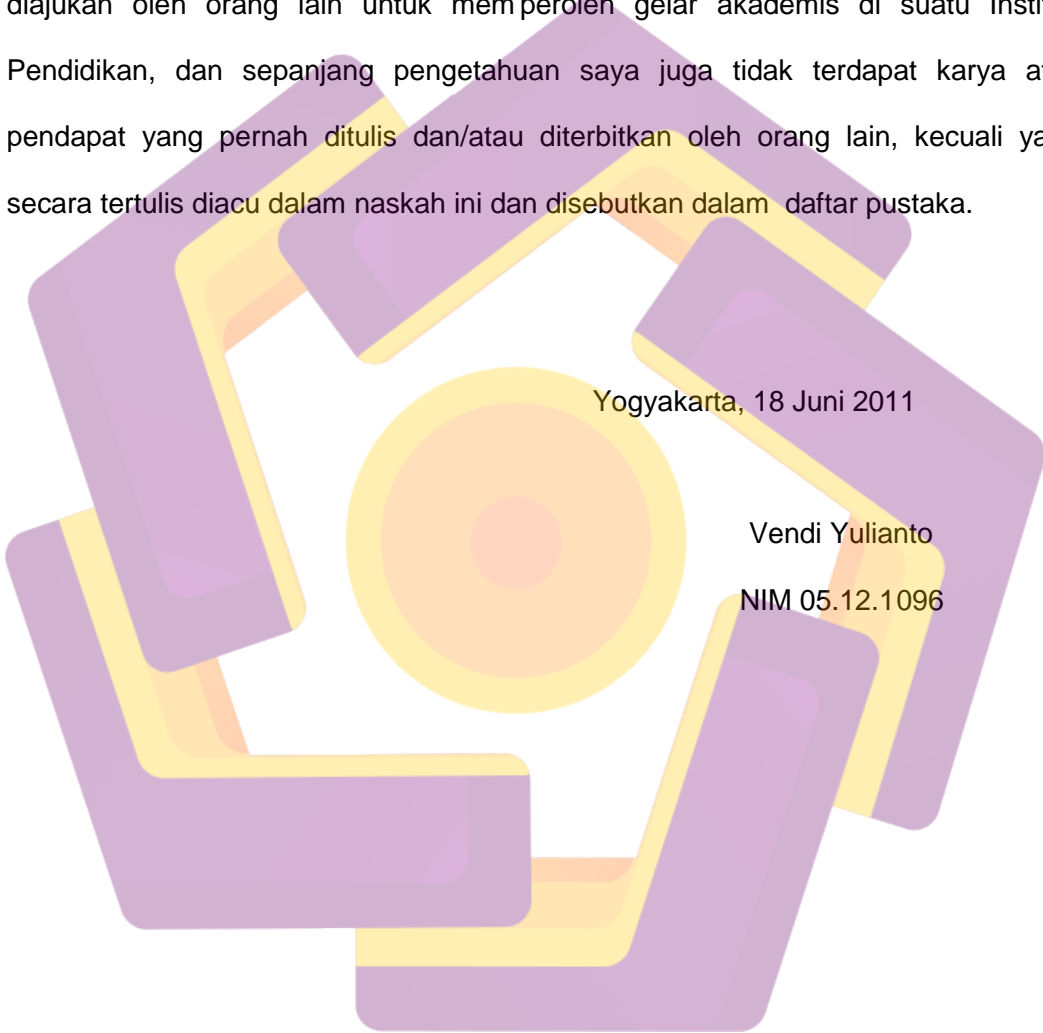 diajukan oleh orang lain untuk memperoleh gelar akademis di suatu Instit
Pendidikan, dan sepanjang pengetahuan saya juga tidak terdapat karya at
pendapat yang pernah ditulis dan/atau diterbitkan oleh orang lain, kecuali ya
secara tertulis diacu dalam naskah ini dan disebutkan dalam daftar pustaka.
Yogyakarta, 18 Juni 2011
Vendi Yulianto
NIM 05.12.1096